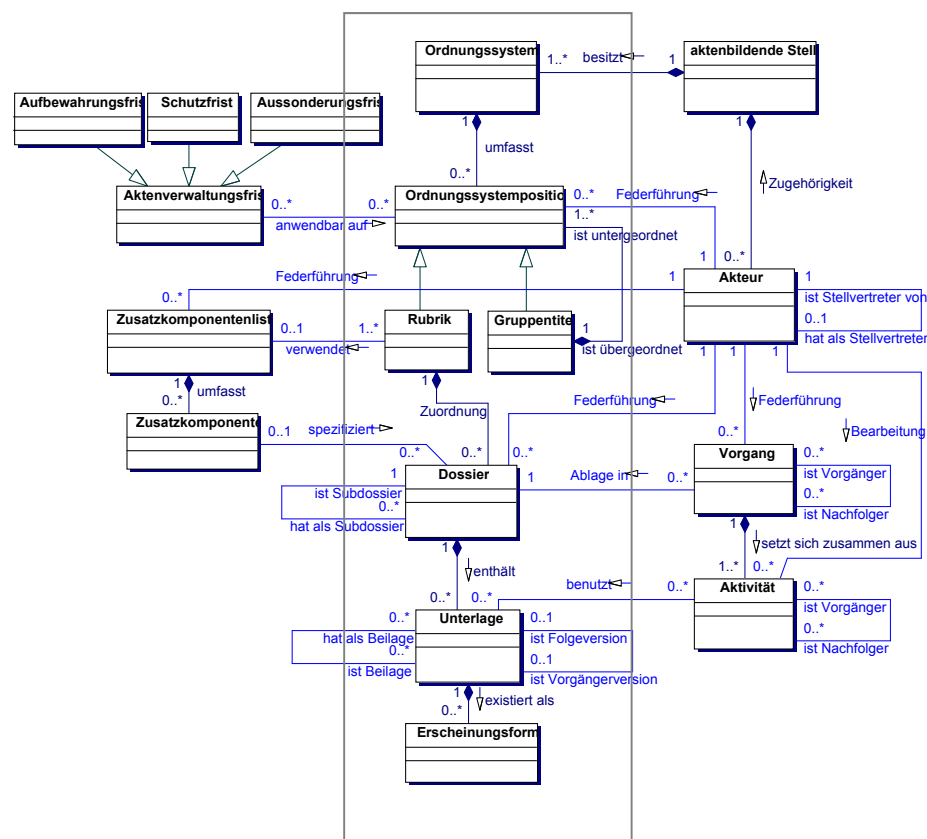 Ordnungssystem
aktenbildende Stell
1..*
besitzt
1
1
1
Aufbewahrungsfris
Schutzfrist
Aussonderungsfris
umfasst
0..*
Zugehörigkeit
Aktenverwaltungsfris
0..*
anwendbar auf
0..*
Ordnungssystempositio
0..*
Federführung
1..*
ist untergeordnet
1
0..*
Federführung
1
0..*
Akteur
1
ist Stellvertreter von
0..1
hat als Stellvertreter
Zusatzkomponentenlist
0..1
verwendet
1..*
Rubrik
Gruppentite
1
ist übergeordnet
1
1
1
1
1
umfasst
0..*
Zuordnung
Federführung
Federführung
Zusatzkomponente
0..1
spezifiziert
0..*
0..*
0..*
0..*
Bearbeitung
Dossier
1
ist Subdossier
0..*
hat als Subdossier
1
Ablage in
0..*
Vorgang
0..*
ist Vorgänger
0..*
ist Nachfolger
1
enthält
0..*
1
setzt sich zusammen aus
1..*
0..*
0..*
benutzt
0..*
Aktivität
0..*
ist Vorgänger
0..*
ist Nachfolger
Unterlage
0..*
hat als Beilage
0..*
ist Beilage
0..1
ist Folgeversion
0..1
ist Vorgängerversion
1
existiert als
0..*
Erscheinungsform